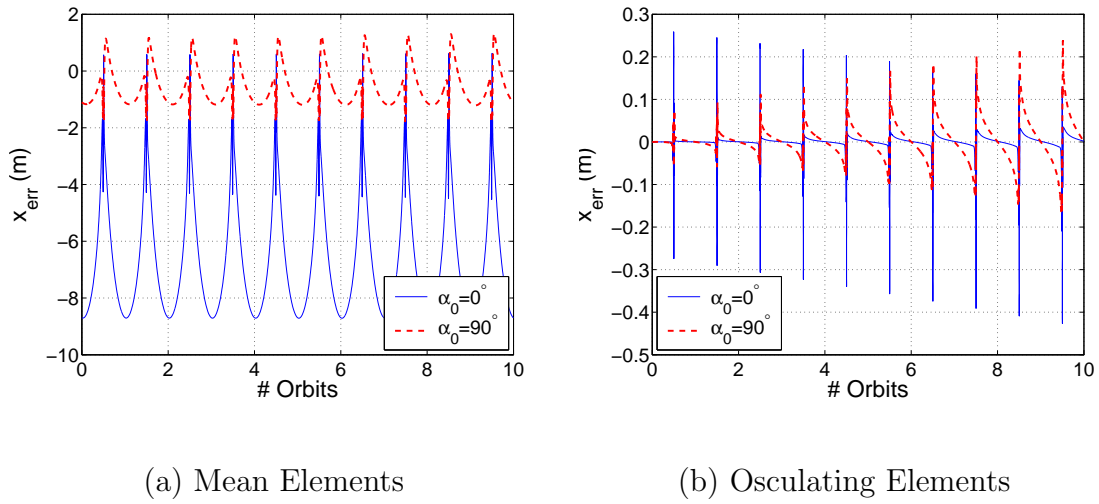 2
0
−2
−4
−6
−8
−10
x_err (m)
0 2 4 6 8 10
# Orbits
α₀=0°
α₀=90°
(a) Mean Elements
0.3
0.2
0.1
0
−0.1
−0.2
−0.3
−0.4
−0.5
x_err (m)
0 2 4 6 8 10
# Orbits
α₀=0°
α₀=90°
(b) Osculating Elements